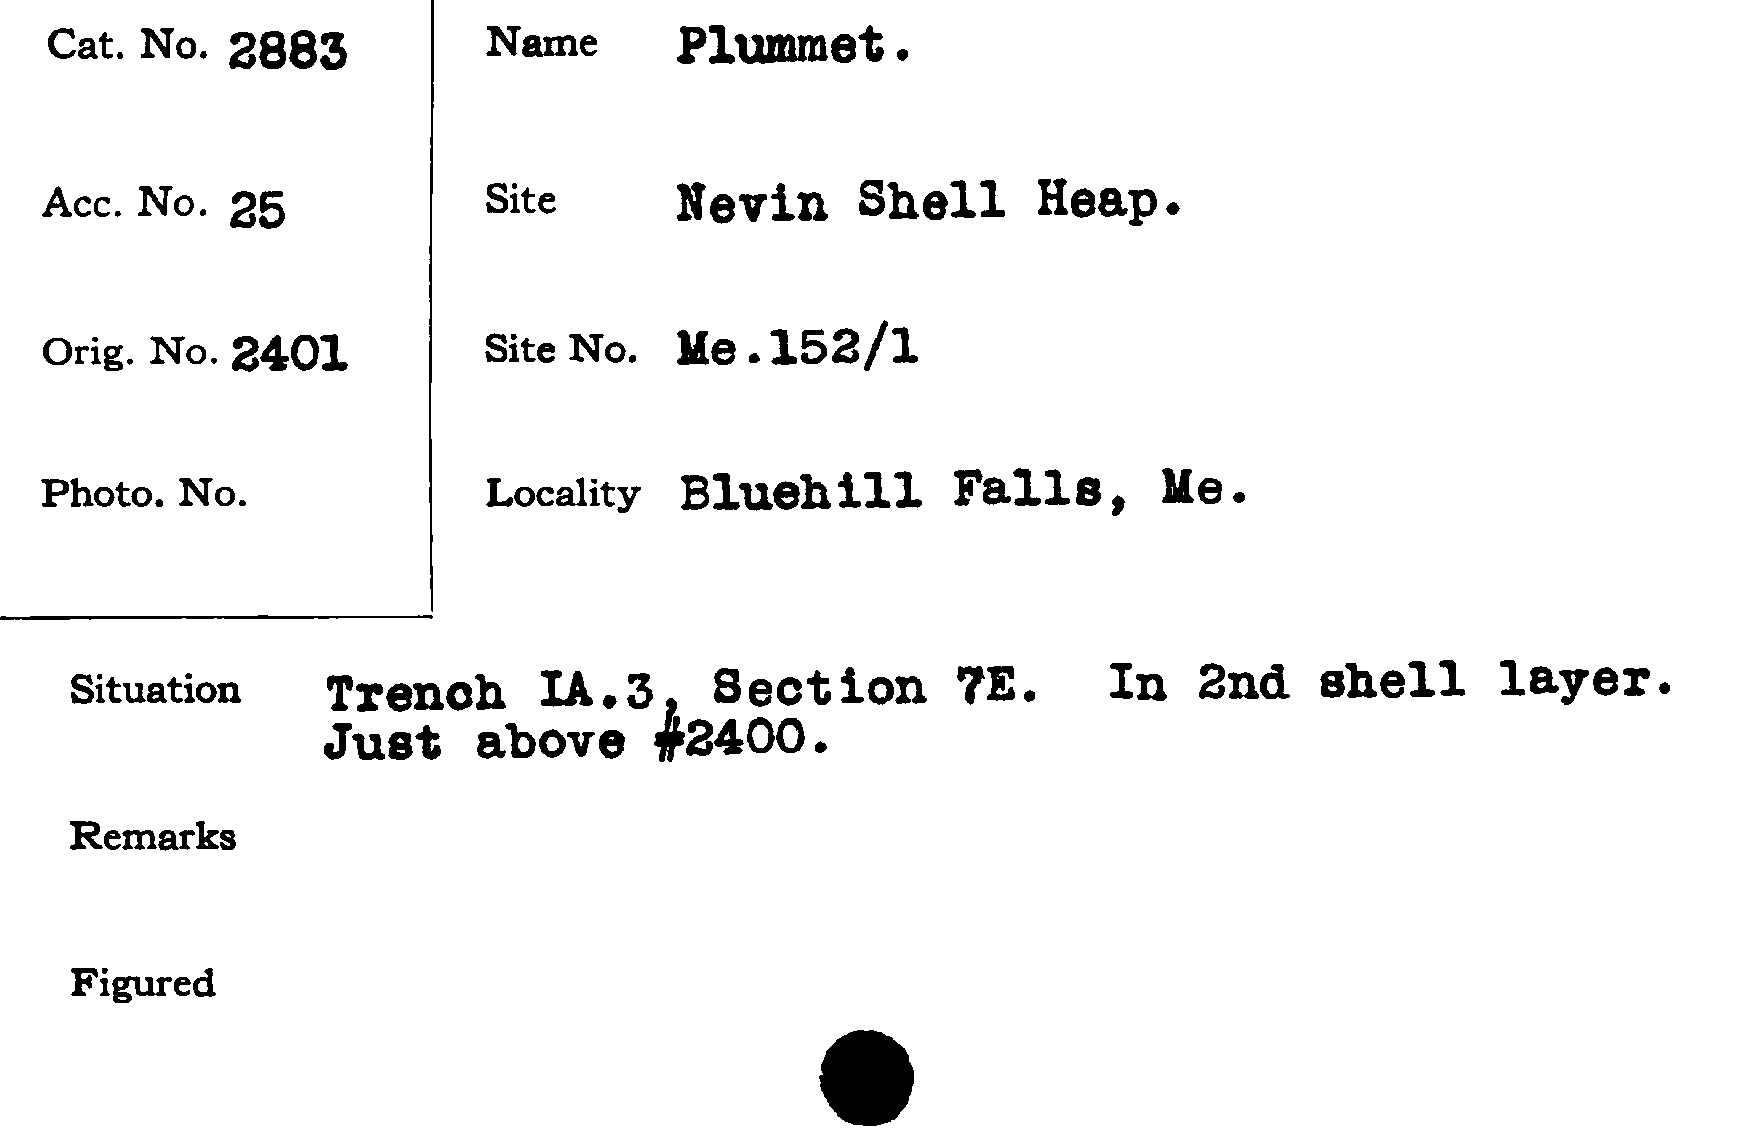 Cat. No. 2883
Name Plummet.
Acc. No. 25
Site Nevin Shell Heap.
Orig. No. 2401
Site No. Me.152/1
Photo. No.
Locality Bluehill Falls, Me.
Situation Trench IA.3, Section 7E. In 2nd shell layer.
Just above #2400.
Remarks
Figured